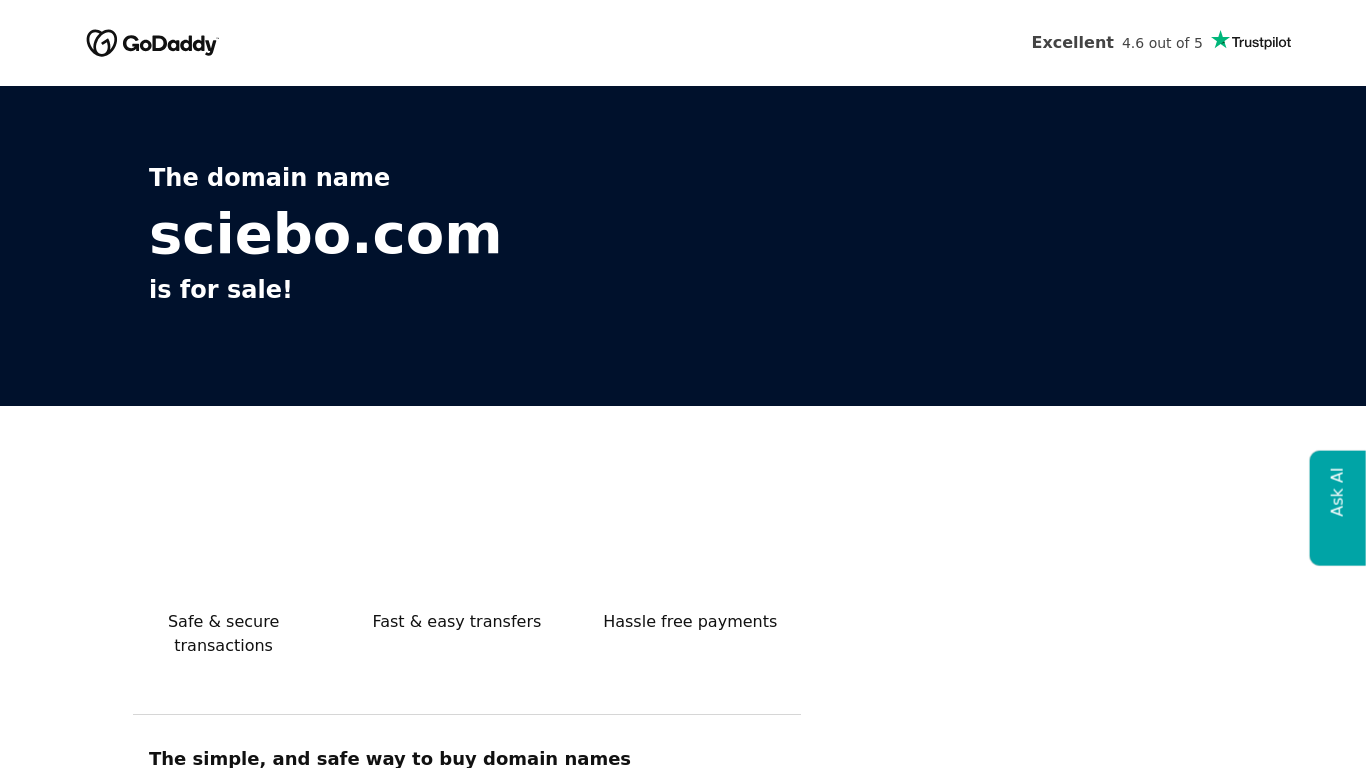 GoDaddy
Excellent 4.6 out of 5 Trustpilot
The domain name
sciebo.com
is for sale!
Ask AI
Safe & secure
transactions
Fast & easy transfers
Hassle free payments
The simple, and safe way to buy domain names